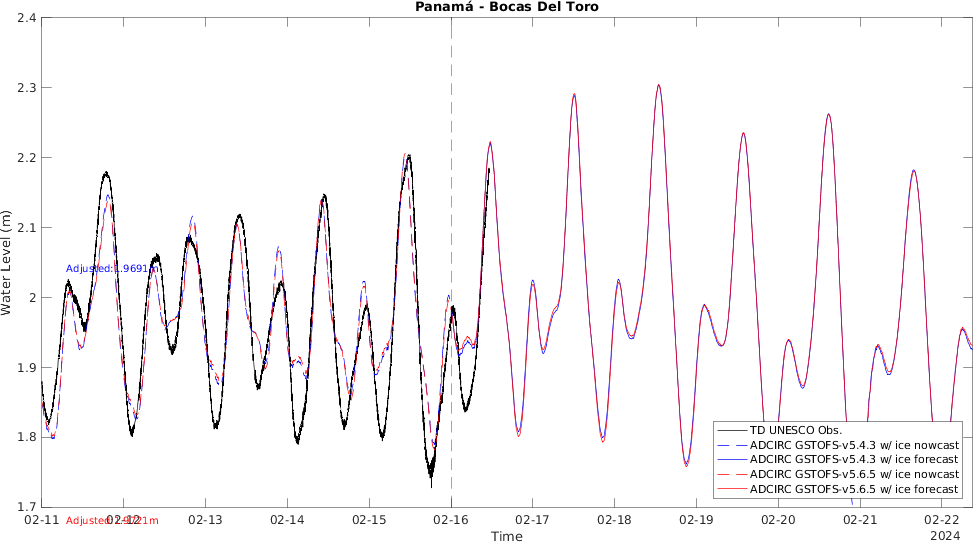 Panamá - Bocas Del Toro
Water Level (m)
2.4
2.3
2.2
2.1
2
1.9
1.8
1.7
TD UNESCO Obs.
ADCIRC GSTOFS-v5.4.3 w/ ice nowcast
ADCIRC GSTOFS-v5.4.3 w/ ice forecast
ADCIRC GSTOFS-v5.6.5 w/ ice nowcast
ADCIRC GSTOFS-v5.6.5 w/ ice forecast
02-11 02-12 02-13 02-14 02-15 02-16 02-17 02-18 02-19 02-20 02-21 02-22
Time
2024